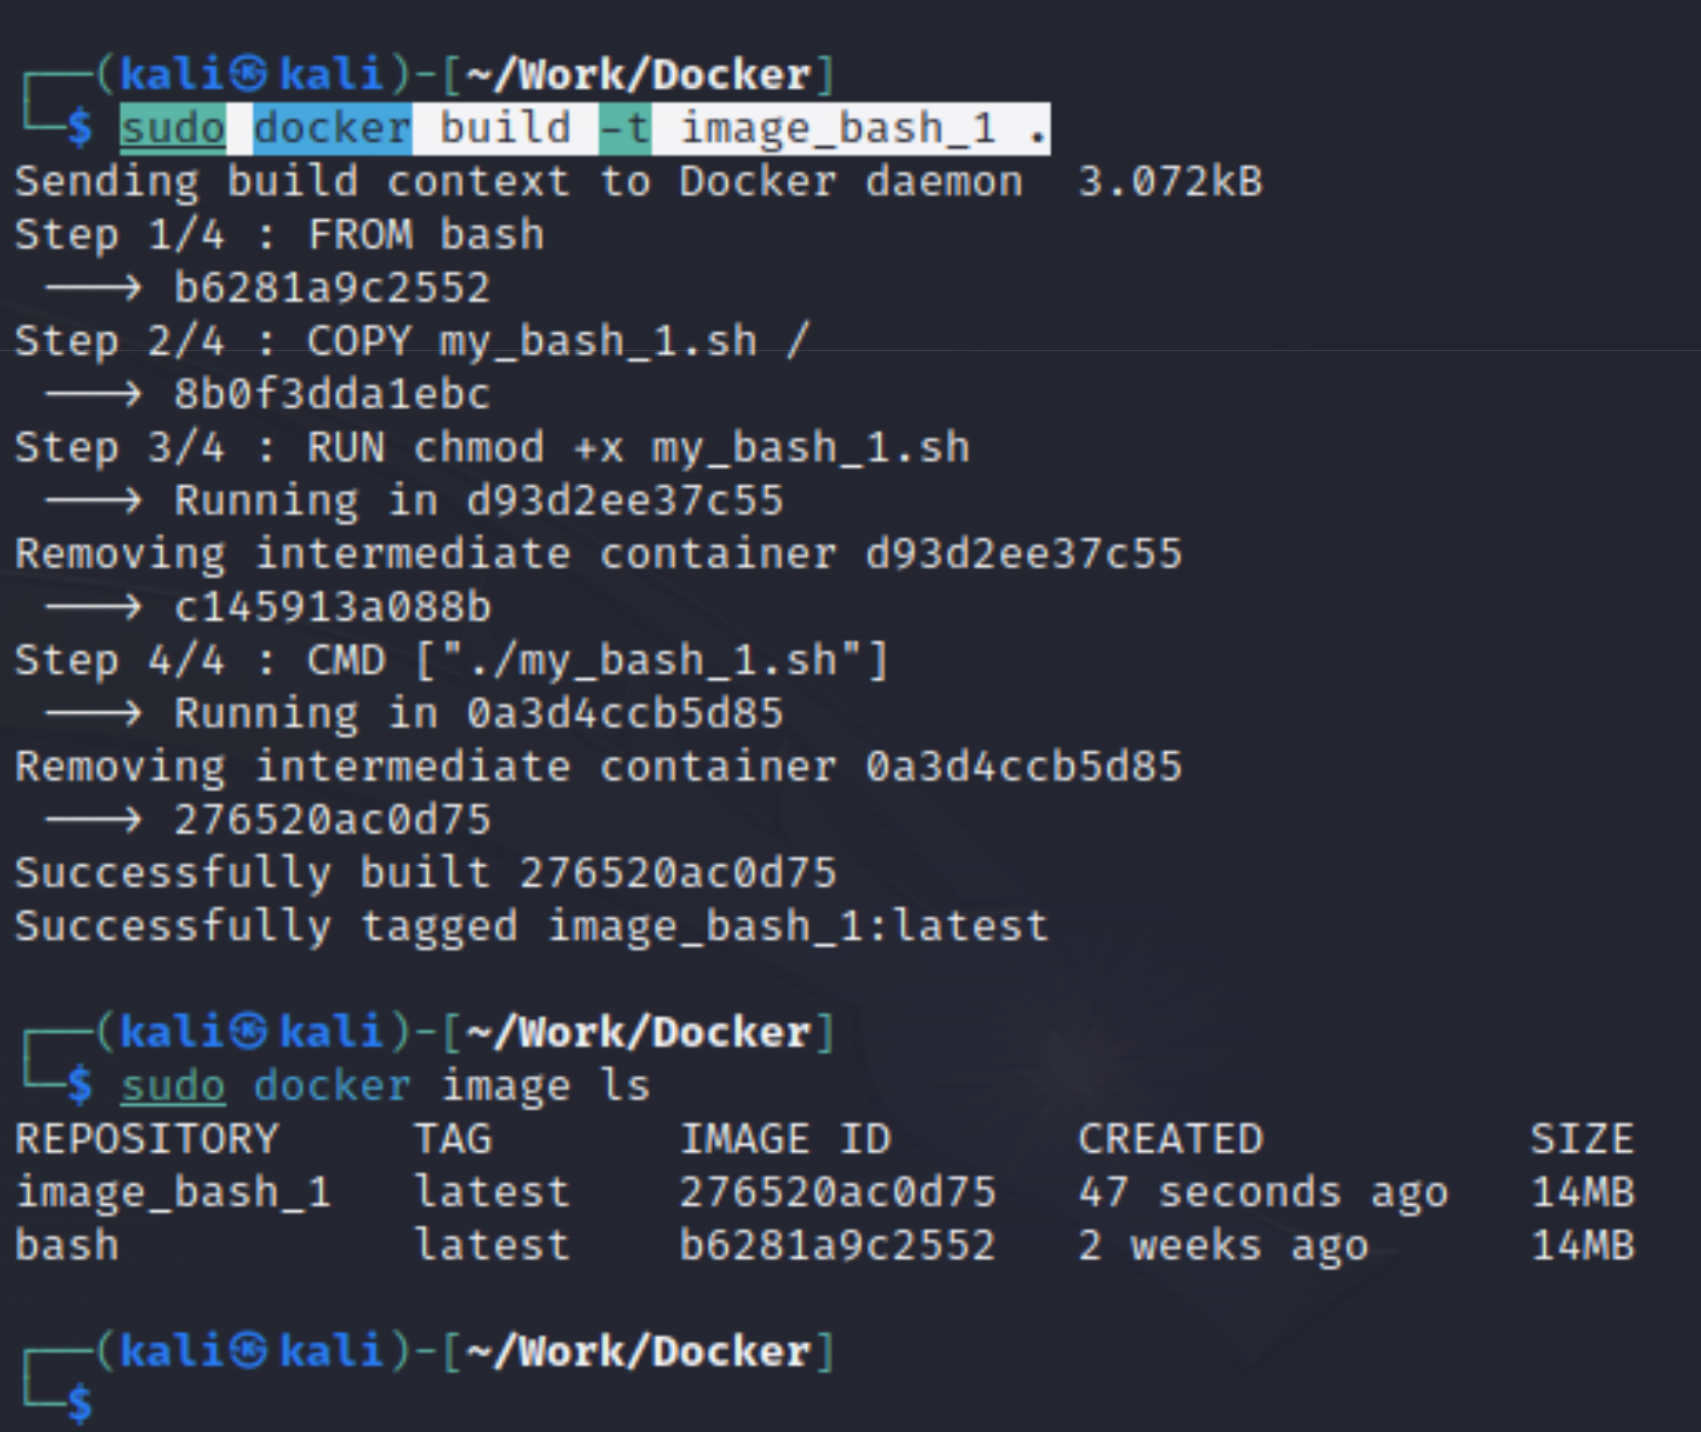 ┌──(kali㉿kali)-[~/Work/Docker]
└─$ sudo docker build -t image_bash_1 .
Sending build context to Docker daemon  3.072kB
Step 1/4 : FROM bash
 ---> b6281a9c2552
Step 2/4 : COPY my_bash_1.sh /
 ---> 8b0f3dda1ebc
Step 3/4 : RUN chmod +x my_bash_1.sh
 ---> Running in d93d2ee37c55
Removing intermediate container d93d2ee37c55
 ---> c145913a088b
Step 4/4 : CMD ["./my_bash_1.sh"]
 ---> Running in 0a3d4ccb5d85
Removing intermediate container 0a3d4ccb5d85
 ---> 276520ac0d75
Successfully built 276520ac0d75
Successfully tagged image_bash_1:latest
┌──(kali㉿kali)-[~/Work/Docker]
└─$ sudo docker image ls
REPOSITORY     TAG       IMAGE ID       CREATED          SIZE
image_bash_1   latest    276520ac0d75   47 seconds ago   14MB
bash           latest    b6281a9c2552   2 weeks ago      14MB
┌──(kali㉿kali)-[~/Work/Docker]
└─$